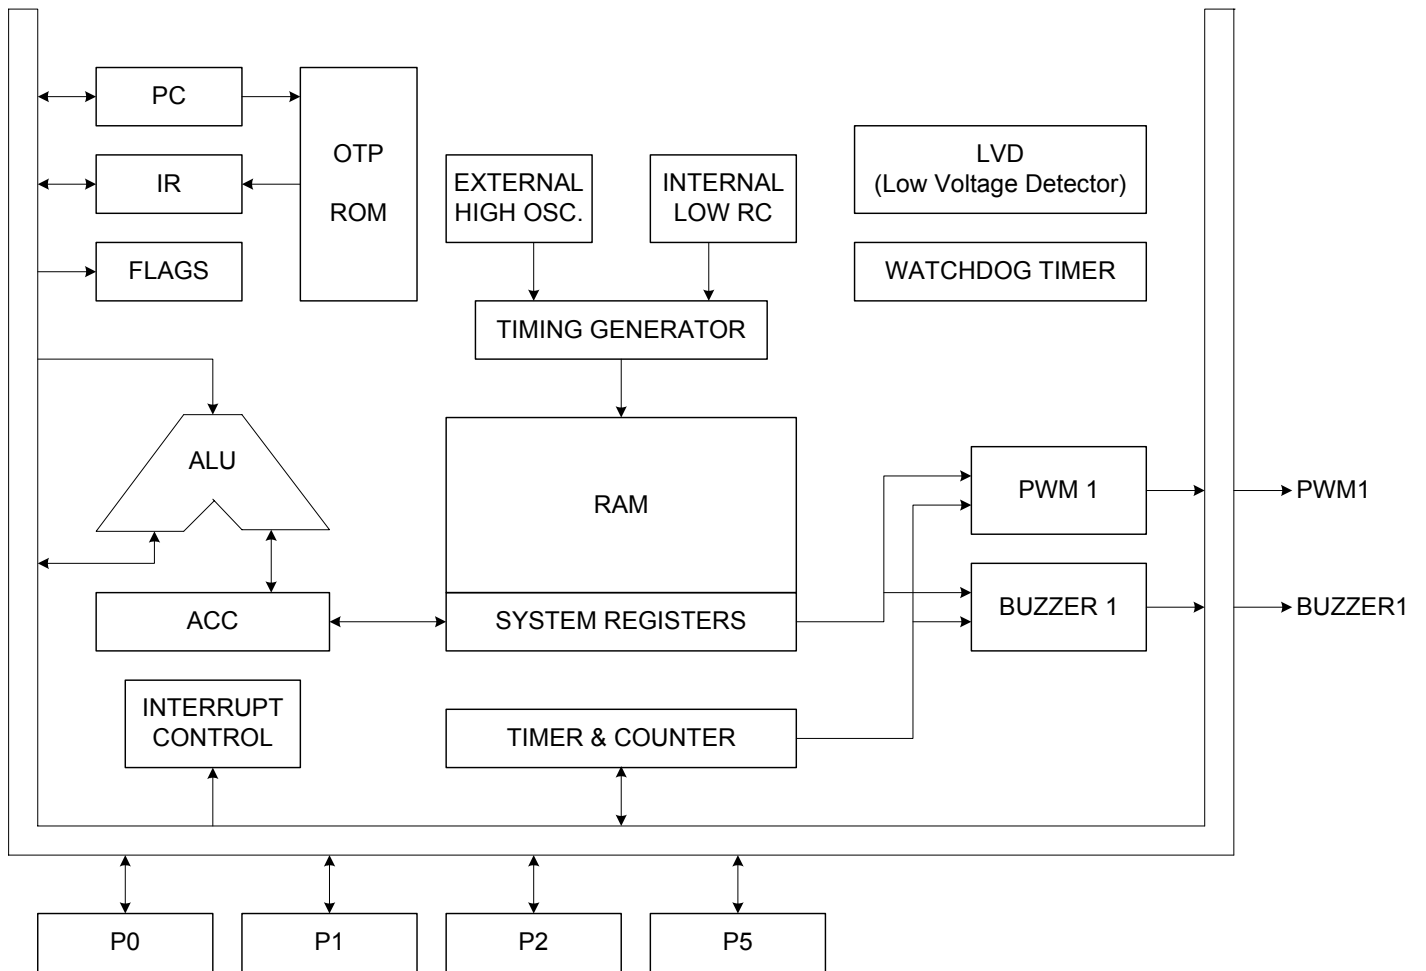 PC
OTP
ROM
IR
FLAGS
EXTERNAL
HIGH OSC.
INTERNAL
LOW RC
LVD
(Low Voltage Detector)
WATCHDOG TIMER
TIMING GENERATOR
ALU
RAM
PWM 1
PWM1
ACC
SYSTEM REGISTERS
BUZZER 1
BUZZER1
INTERRUPT
CONTROL
TIMER & COUNTER
P0
P1
P2
P5